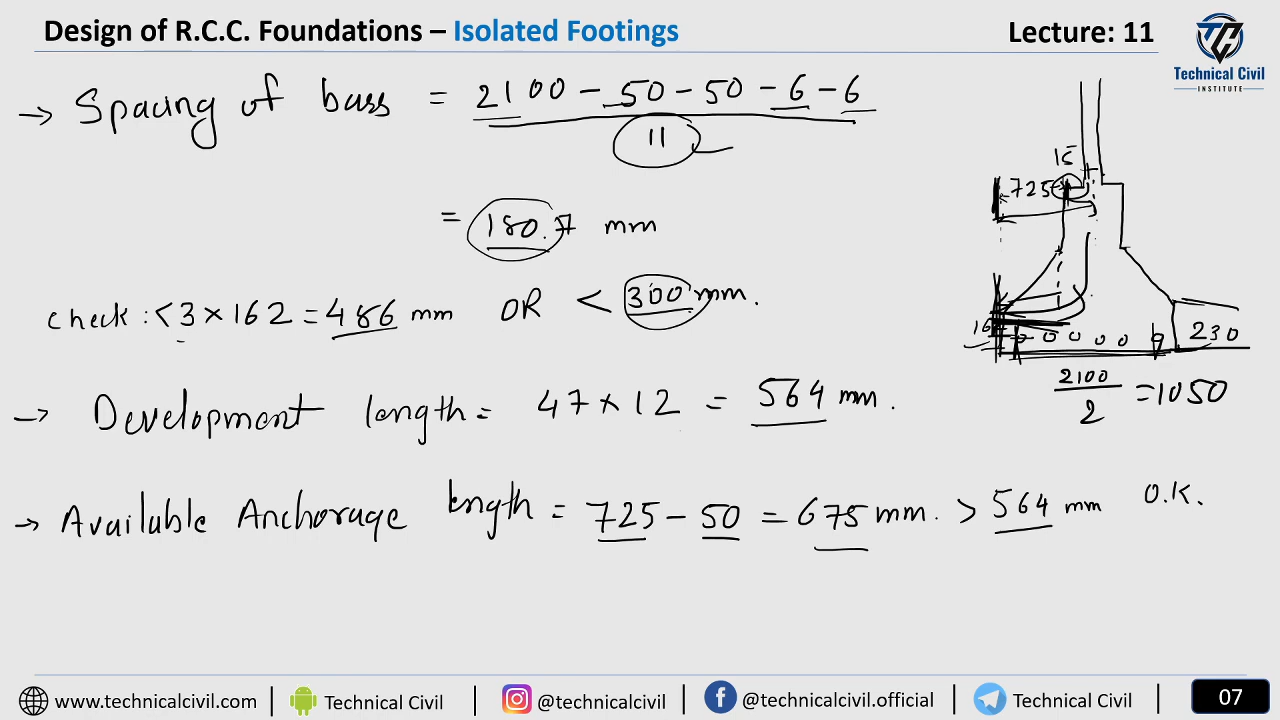 Design of R.C.C. Foundations – Isolated Footings
Lecture: 11
Technical Civil
INSTITUTE
→ Spacing of bars = 2100 – 50 – 50 – 6 – 6
11
= 180.7 mm
check: < 3 × 162 = 486 mm OR < 300 mm.
→ Development length = 47 × 12 = 564 mm.
→ Available Anchorage length = 725 – 50 = 675 mm. > 564 mm O.K.
15
725
230
2100
2
= 1050
www.technicalcivil.com
Technical Civil
@technicalcivil
@technicalcivil.official
Technical Civil
07